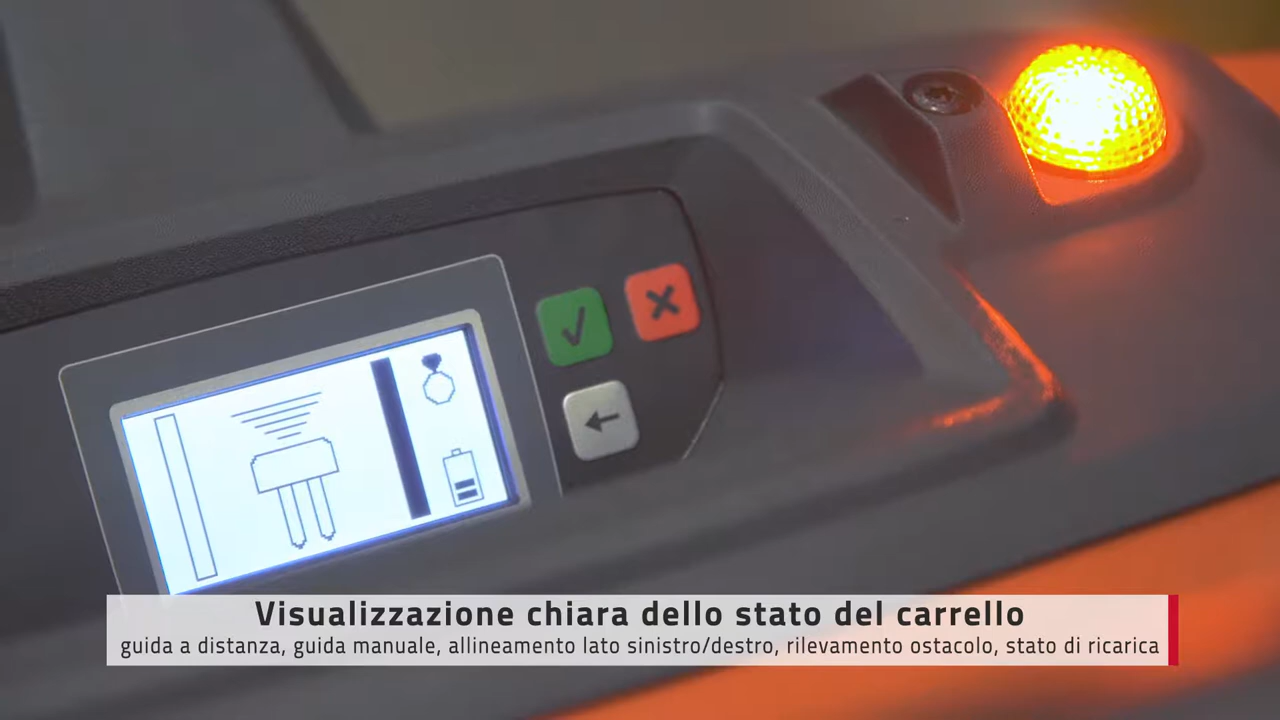 Visualizzazione chiara dello stato del carrello
guida a distanza, guida manuale, allineamento lato sinistro/destro, rilevamento ostacolo, stato di ricarica